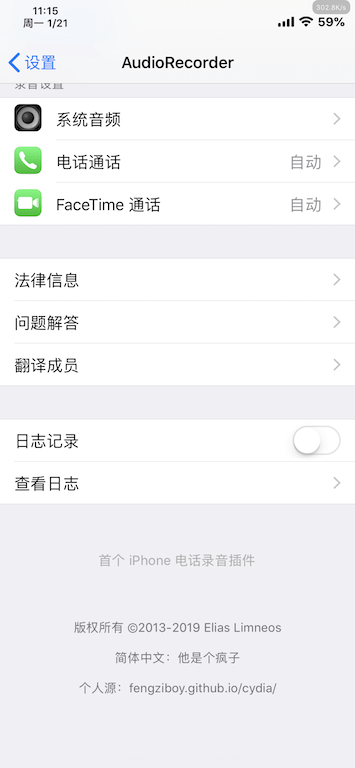 302.8K/s
11:15
周一 1/21
59%
设置
AudioRecorder
录音设置
系统音频
电话通话 自动
FaceTime 通话 自动
法律信息
问题解答
翻译成员
日志记录
查看日志
首个 iPhone 电话录音插件
版权所有 ©2013-2019 Elias Limneos
简体中文：他是个疯子
个人源：fengziboy.github.io/cydia/